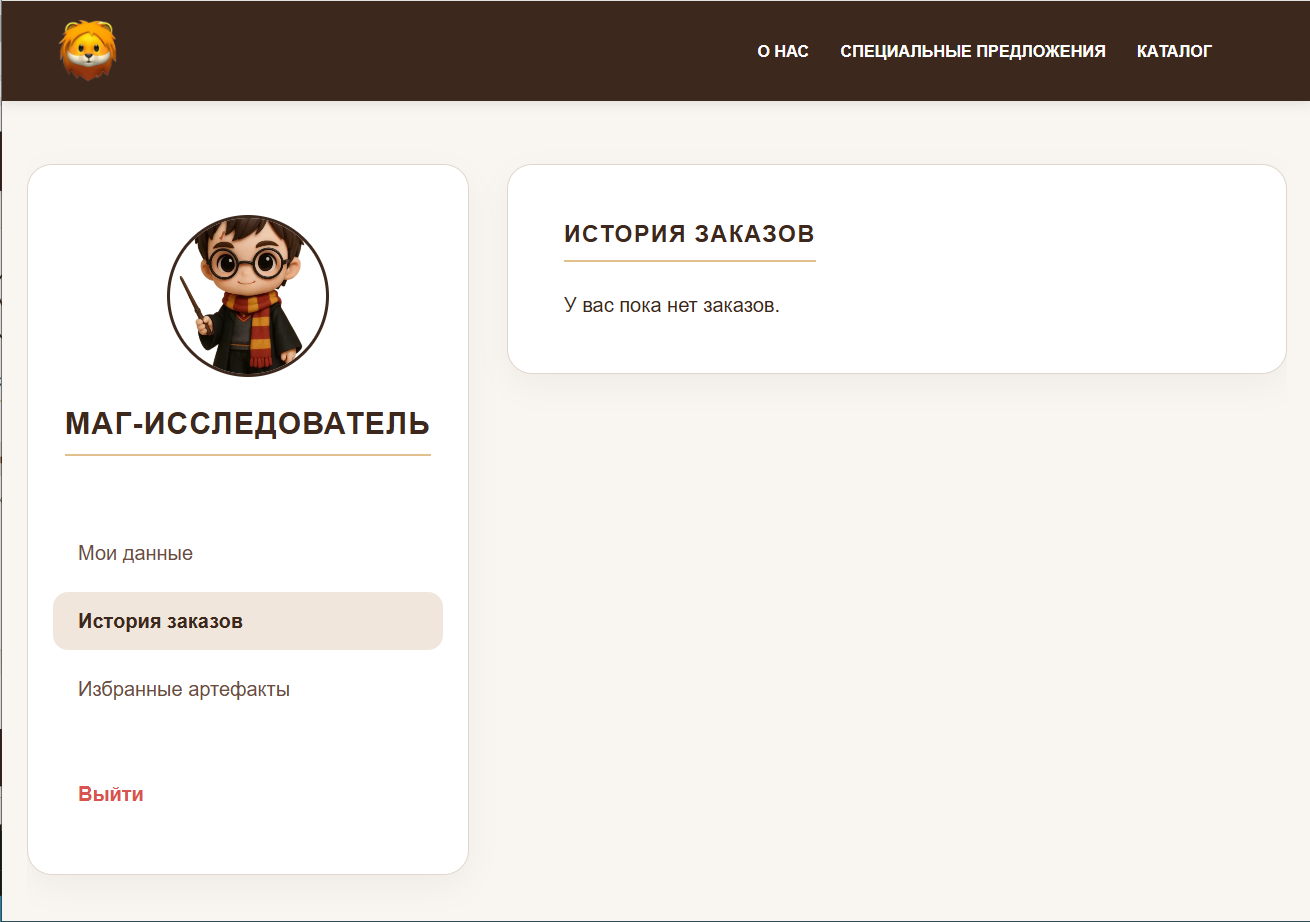 О НАС
СПЕЦИАЛЬНЫЕ ПРЕДЛОЖЕНИЯ
КАТАЛОГ
МАГ-ИССЛЕДОВАТЕЛЬ
Мои данные
История заказов
Избранные артефакты
Выйти
ИСТОРИЯ ЗАКАЗОВ
У вас пока нет заказов.